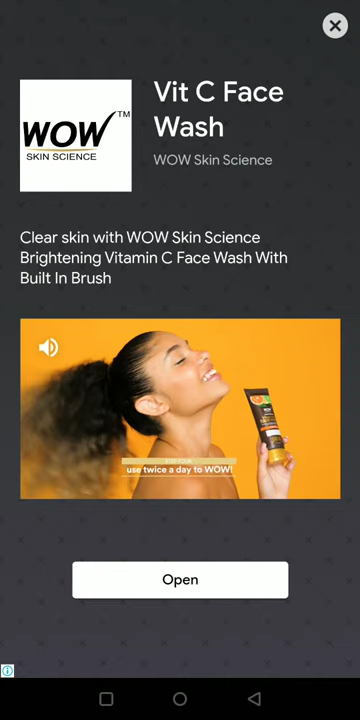 Vit C Face
Wash
WOW Skin Science
WOW TM
SKIN SCIENCE
Clear skin with WOW Skin Science
Brightening Vitamin C Face Wash With
Built In Brush
use twice a day to WOW!
Open